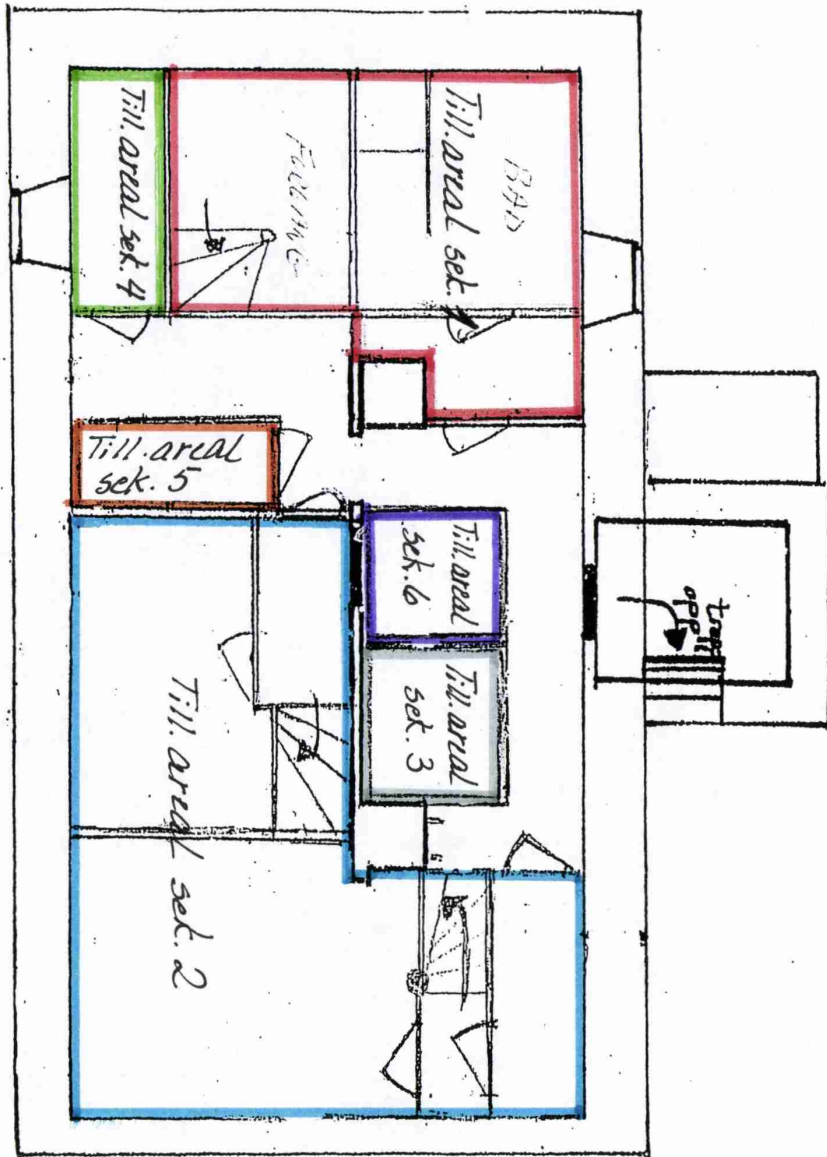 BAD
Till. areal sek. 1
Till. areal sek. 4
Till. areal
sek. 5
Till. areal
sek. 6
Till. areal
sek. 3
trapp
opp til
Till. areal sek. 2